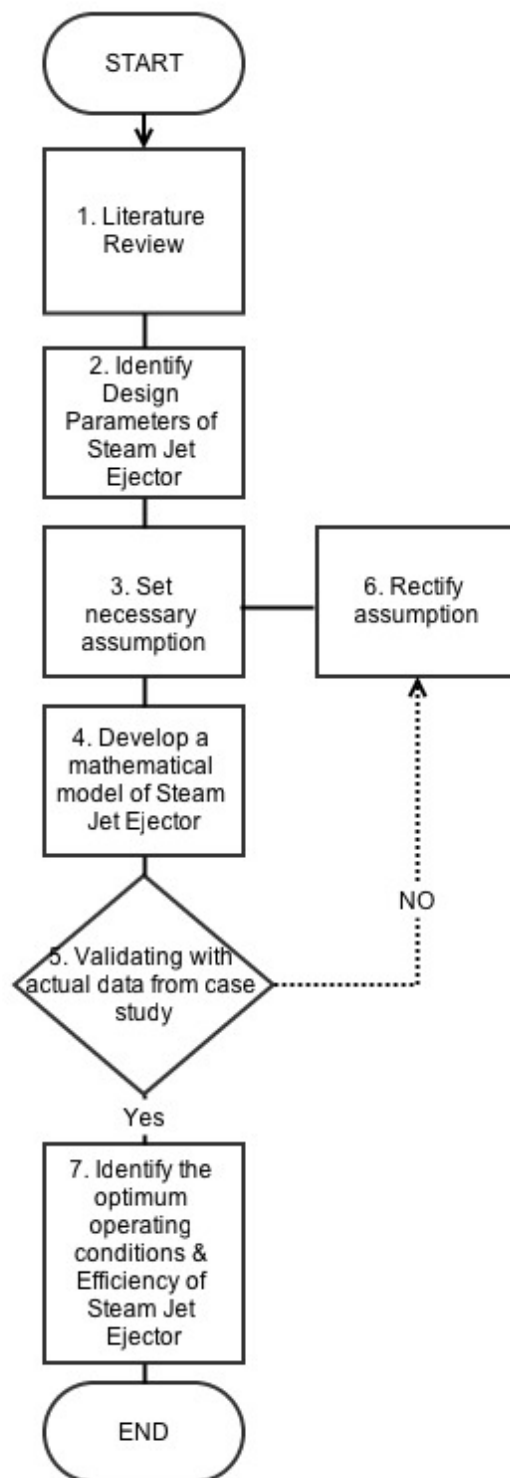 START
1. Literature
Review
2. Identify
Design
Parameters of
Steam Jet
Ejector
3. Set
necessary
assumption
6. Rectify
assumption
4. Develop a
mathematical
model of Steam
Jet Ejector
NO
5. Validating with
actual data from case
study
Yes
7. Identify the
optimum
operating
conditions &
Efficiency of
Steam Jet
Ejector
END